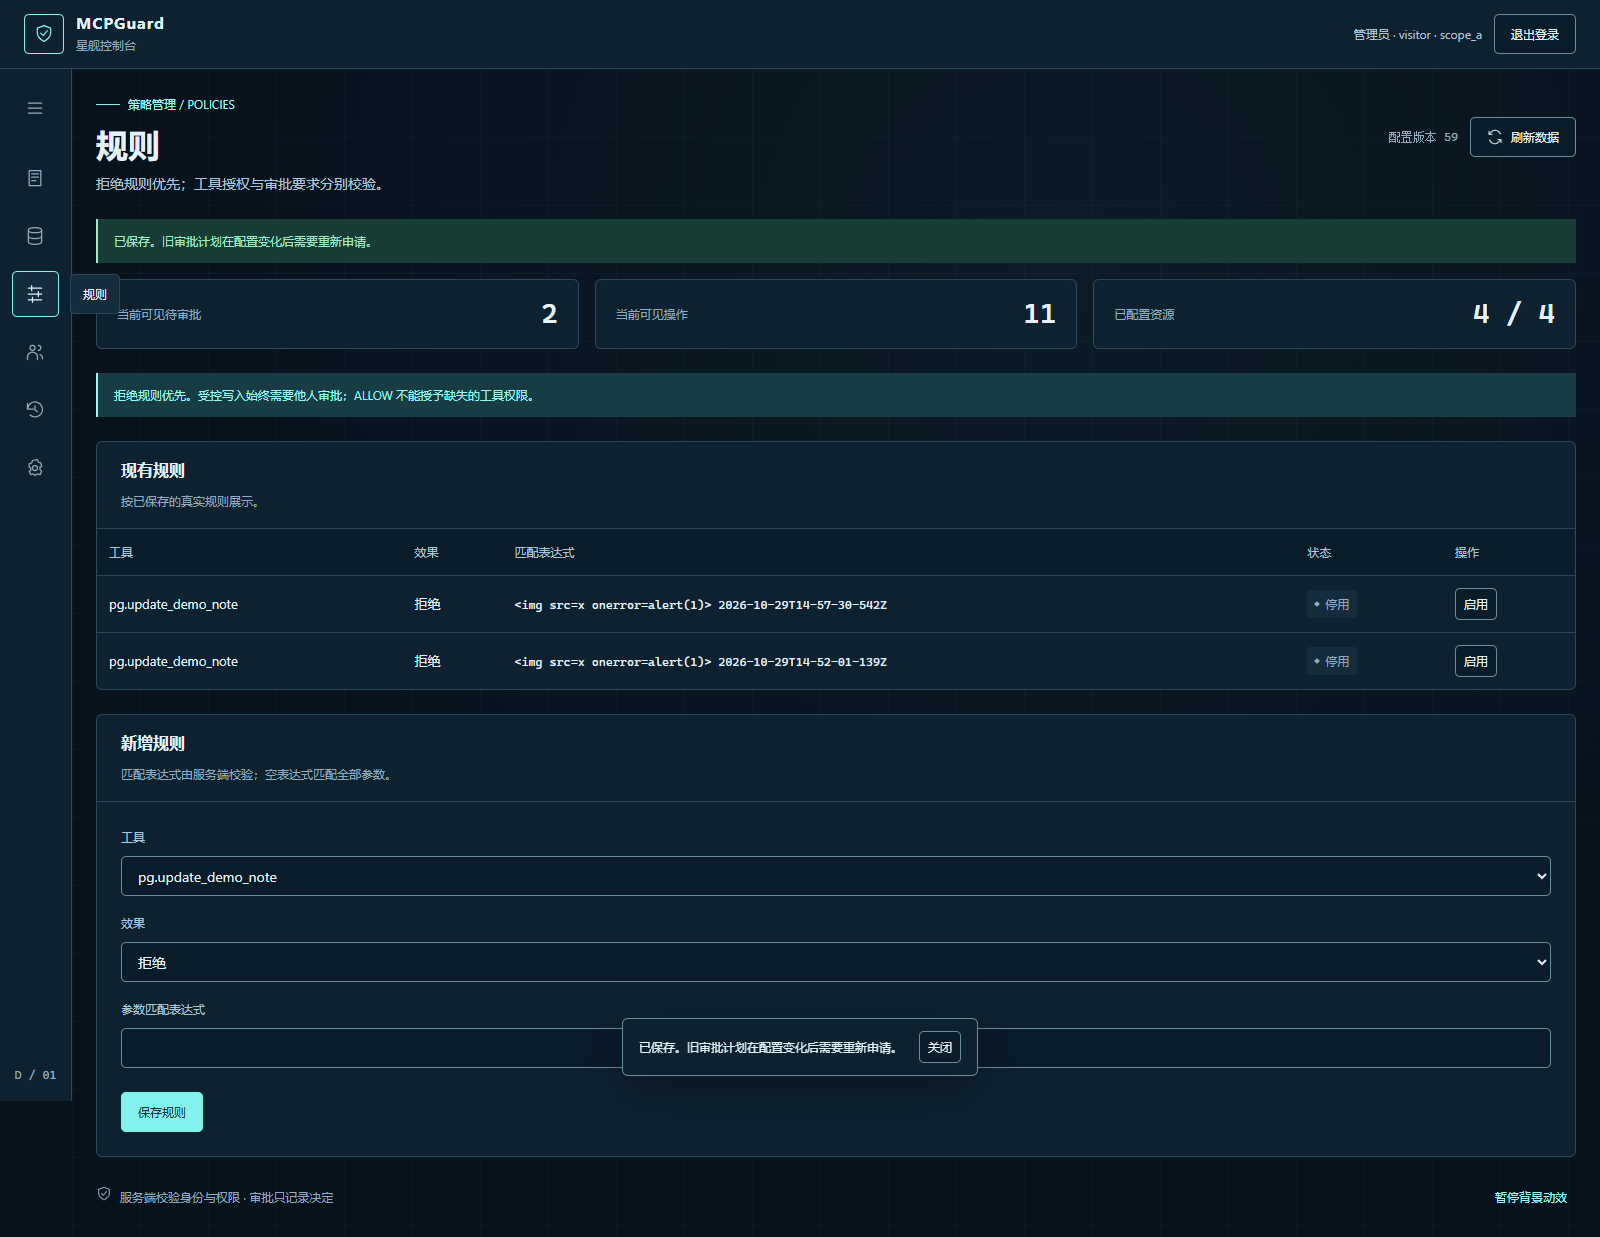 MCPGuard
星舰控制台
管理员 · visitor · scope_a
退出登录
策略管理 / POLICIES
规则
拒绝规则优先；工具授权与审批要求分别校验。
配置版本 59
刷新数据
已保存。旧审批计划在配置变化后需要重新申请。
规则
当前可见待审批
2
当前可见操作
11
已配置资源
4 / 4
拒绝规则优先。受控写入始终需要他人审批；ALLOW 不能授予缺失的工具权限。
现有规则
按已保存的真实规则展示。
工具 效果 匹配表达式 状态 操作
pg.update_demo_note 拒绝 <img src=x onerror=alert(1)> 2026-10-29T14-57-30-542Z 停用 启用
pg.update_demo_note 拒绝 <img src=x onerror=alert(1)> 2026-10-29T14-52-01-139Z 停用 启用
新增规则
匹配表达式由服务端校验；空表达式匹配全部参数。
工具
pg.update_demo_note
效果
拒绝
参数匹配表达式
已保存。旧审批计划在配置变化后需要重新申请。
关闭
D / 01
保存规则
服务端校验身份与权限 · 审批只记录决定
暂停背景动效